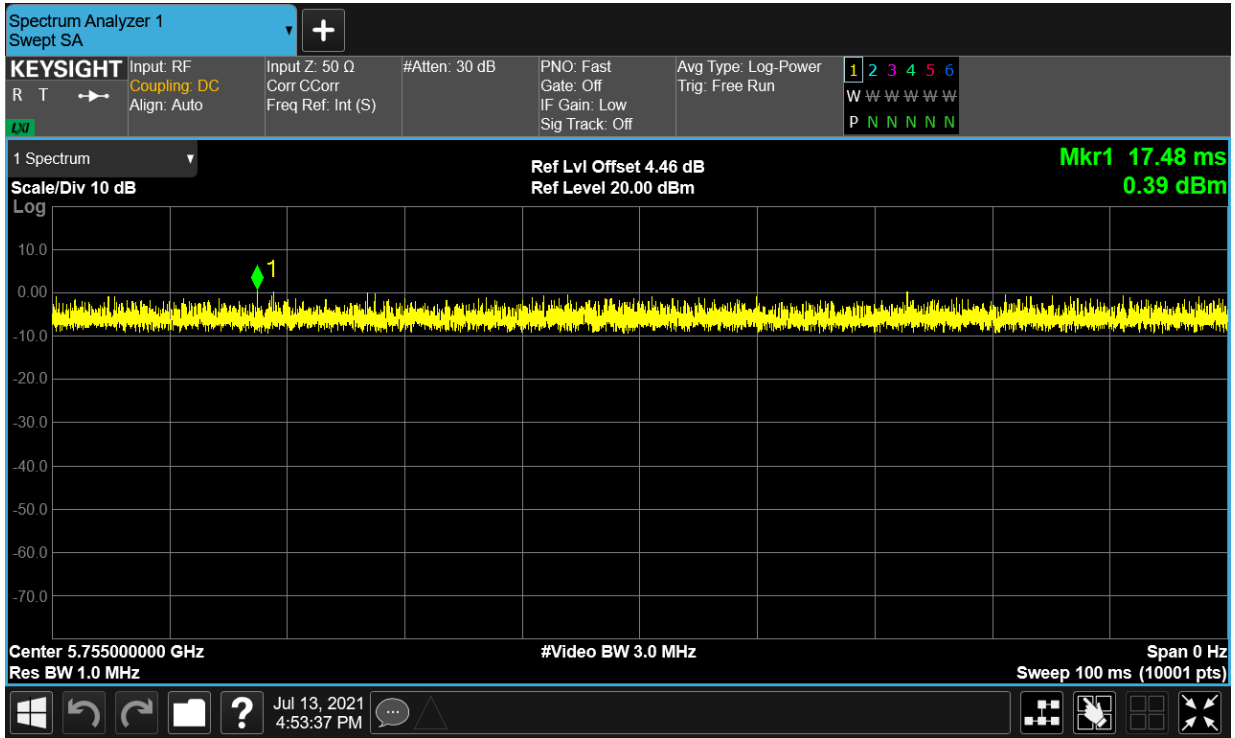 Spectrum Analyzer 1
Swept SA
KEYSIGHT
R T
LXI
Input: RF
Coupling: DC
Align: Auto
Input Z: 50 Ω
Corr CCorr
Freq Ref: Int (S)
#Atten: 30 dB
PNO: Fast
Gate: Off
IF Gain: Low
Sig Track: Off
Avg Type: Log-Power
Trig: Free Run
1 2 3 4 5 6
W W W W W W
P N N N N N
1 Spectrum
Scale/Div 10 dB
Log
Ref Lvl Offset 4.46 dB
Ref Level 20.00 dBm
Mkr1 17.48 ms
0.39 dBm
10.0
1
0.00
-10.0
-20.0
-30.0
-40.0
-50.0
-60.0
-70.0
Center 5.755000000 GHz
Res BW 1.0 MHz
#Video BW 3.0 MHz
Span 0 Hz
Sweep 100 ms (10001 pts)
?
Jul 13, 2021
4:53:37 PM